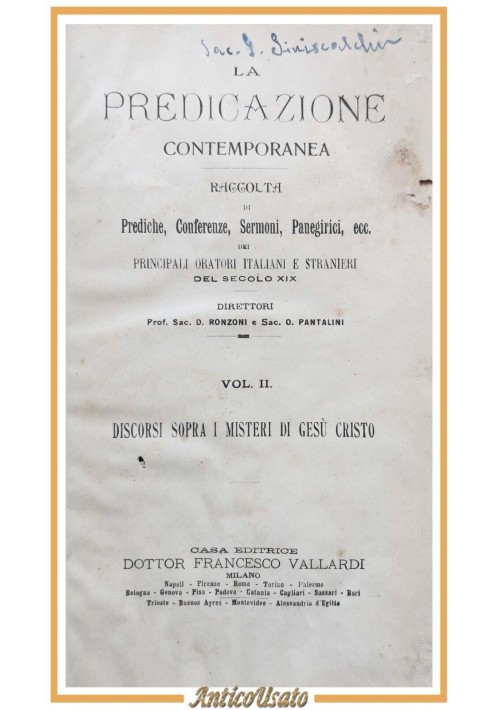 Sac. G. Siniscalchi
LA
PREDICAZIONE
CONTEMPORANEA
RACCOLTA
DI
Prediche, Conferenze, Sermoni, Panegirici, ecc.
DEI
PRINCIPALI ORATORI ITALIANI E STRANIERI
DEL SECOLO XIX
DIRETTORI
Prof. Sac. D. RONZONI e Sac. O. PANTALINI
VOL. II.
DISCORSI SOPRA I MISTERI DI GESÙ CRISTO
CASA EDITRICE
DOTTOR FRANCESCO VALLARDI
MILANO
Napoli - Firenze - Roma - Torino - Palermo
Bologna - Genova - Pisa - Padova - Catania - Cagliari - Sassari - Bari
Trieste - Buenos Ayres - Montevideo - Alessandria d'Egitto
AnticoUsato